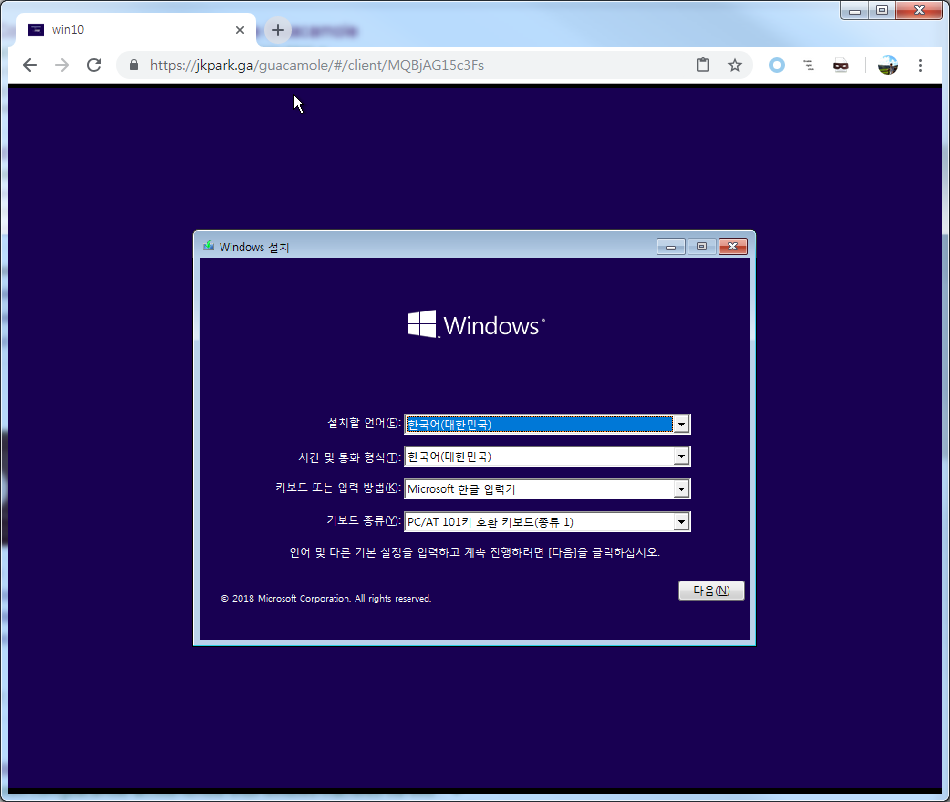 win10
https://jkpark.ga/guacamole/#/client/MQBjAG15c3Fs
Windows 설치
Windows
설치할 언어(E): 한국어(대한민국)
시간 및 통화 형식(T): 한국어(대한민국)
키보드 또는 입력 방법(K): Microsoft 한글 입력기
키보드 종류(Y): PC/AT 101키 호환 키보드(종류 1)
언어 및 다른 기본 설정을 입력하고 계속 진행하려면 [다음]을 클릭하십시오.
다음(N)
© 2018 Microsoft Corporation. All rights reserved.